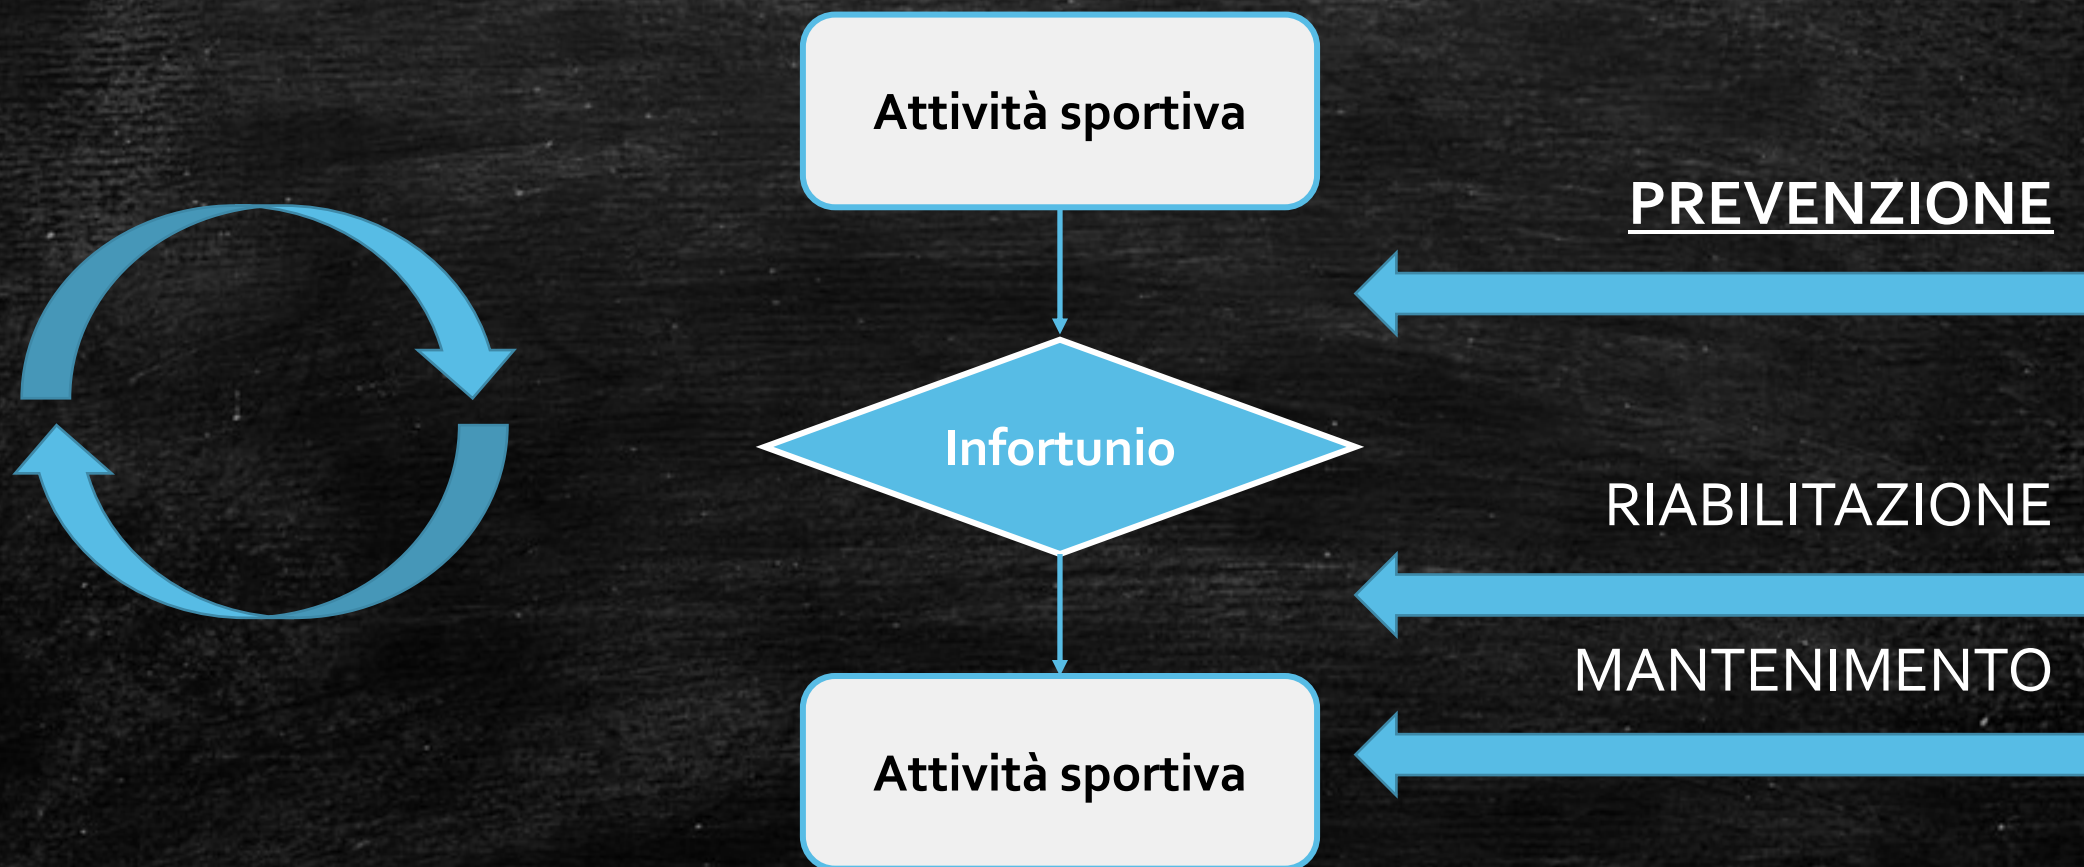 Attività sportiva
PREVENZIONE
Infortunio
RIABILITAZIONE
MANTENIMENTO
Attività sportiva